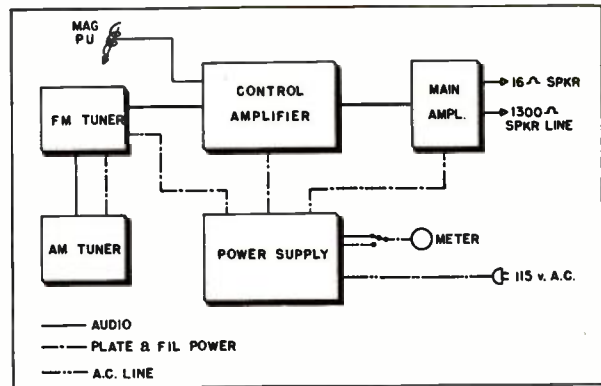 MAG
PU
FM TUNER
CONTROL
AMPLIFIER
MAIN
AMPL.
16 Ω SPKR
1300 Ω
SPKR LINE
AM TUNER
POWER SUPPLY
METER
115 v. A.C.
AUDIO
PLATE & FIL POWER
A.C. LINE